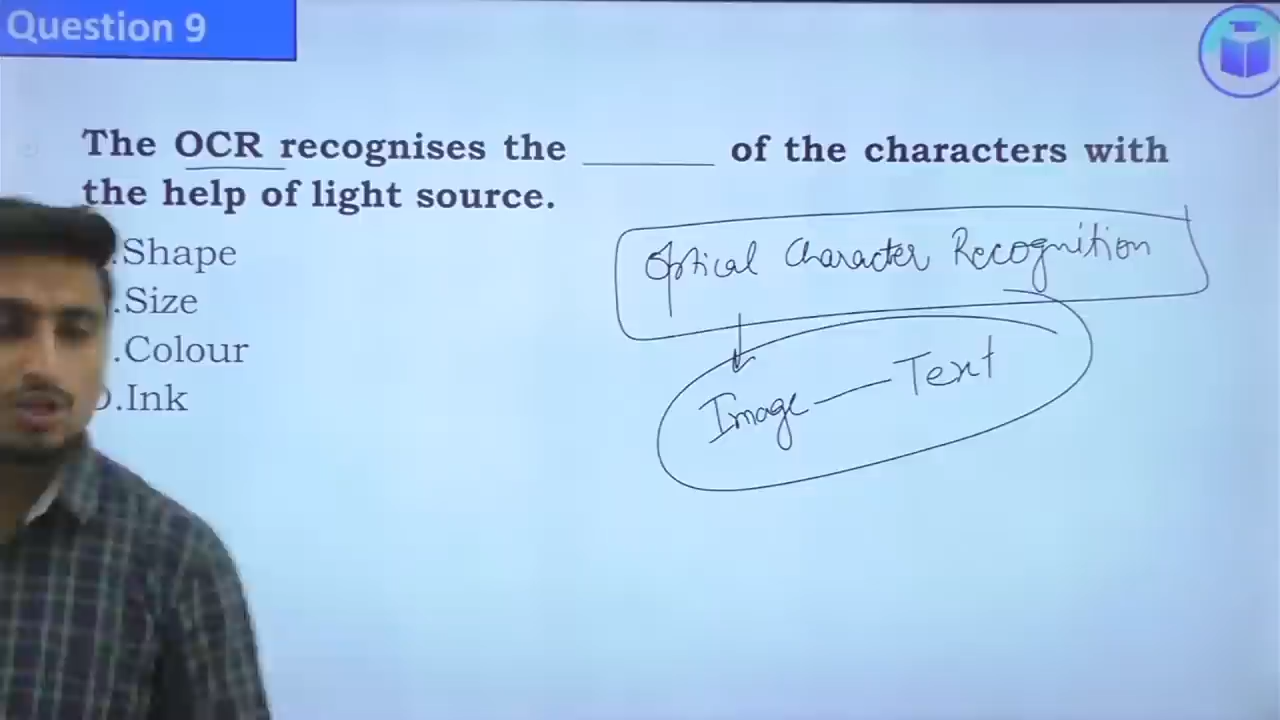 Question 9
The OCR recognises the ________ of the characters with
the help of light source.
.Shape
.Size
.Colour
.Ink
Optical Character Recognition
Image — Text